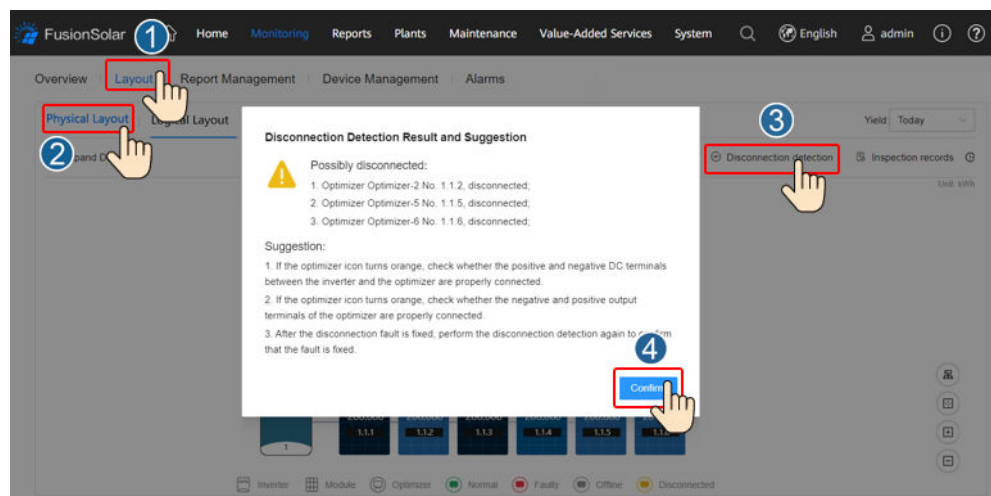 FusionSolar
1
Home
Monitoring
Reports
Plants
Maintenance
Value-Added Services
System
English
admin
Overview
Layout
Report Management
Device Management
Alarms
Physical Layout
Logical Layout
2
3
Yield: Today
Disconnection detection
Inspection records
Unit: kWh
Disconnection Detection Result and Suggestion
Possibly disconnected:
1. Optimizer Optimizer-2 No. 1.1.2, disconnected;
2. Optimizer Optimizer-5 No. 1.1.5, disconnected;
3. Optimizer Optimizer-6 No. 1.1.6, disconnected;
Suggestion:
1. If the optimizer icon turns orange, check whether the positive and negative DC terminals
between the inverter and the optimizer are properly connected.
2. If the optimizer icon turns orange, check whether the negative and positive output
terminals of the optimizer are properly connected.
3. After the disconnection fault is fixed, perform the disconnection detection again to confirm
that the fault is fixed.
4
Confirm
1
1.1.1
1.1.2
1.1.3
1.1.4
1.1.5
1.1.6
Inverter
Module
Optimizer
Normal
Faulty
Offline
Disconnected